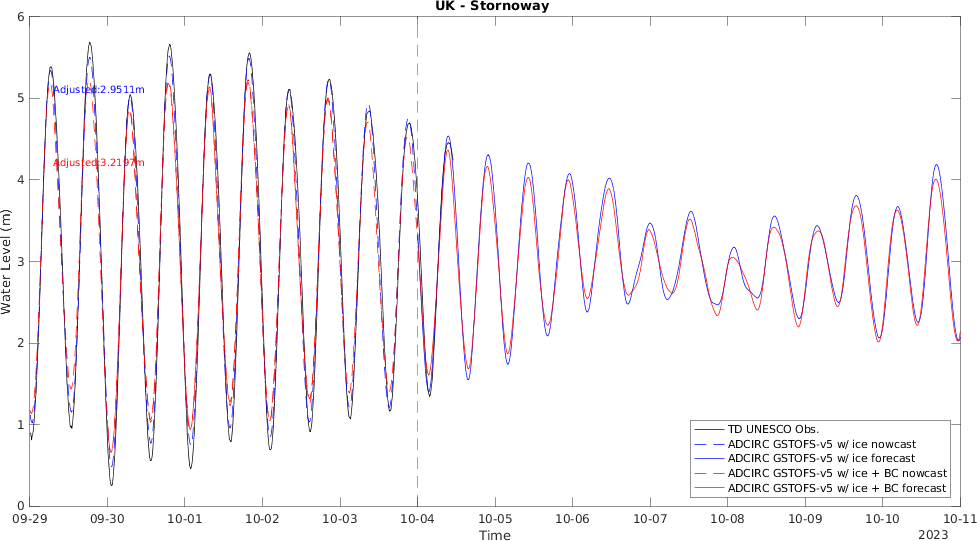 UK - Stornoway
6
5
4
3
2
1
0
Water Level (m)
Adjusted:2.9511m
Adjusted:3.2197m
TD UNESCO Obs.
ADCIRC GSTOFS-v5 w/ ice nowcast
ADCIRC GSTOFS-v5 w/ ice forecast
ADCIRC GSTOFS-v5 w/ ice + BC nowcast
ADCIRC GSTOFS-v5 w/ ice + BC forecast
09-29 09-30 10-01 10-02 10-03 10-04 10-05 10-06 10-07 10-08 10-09 10-10 10-11
Time
2023